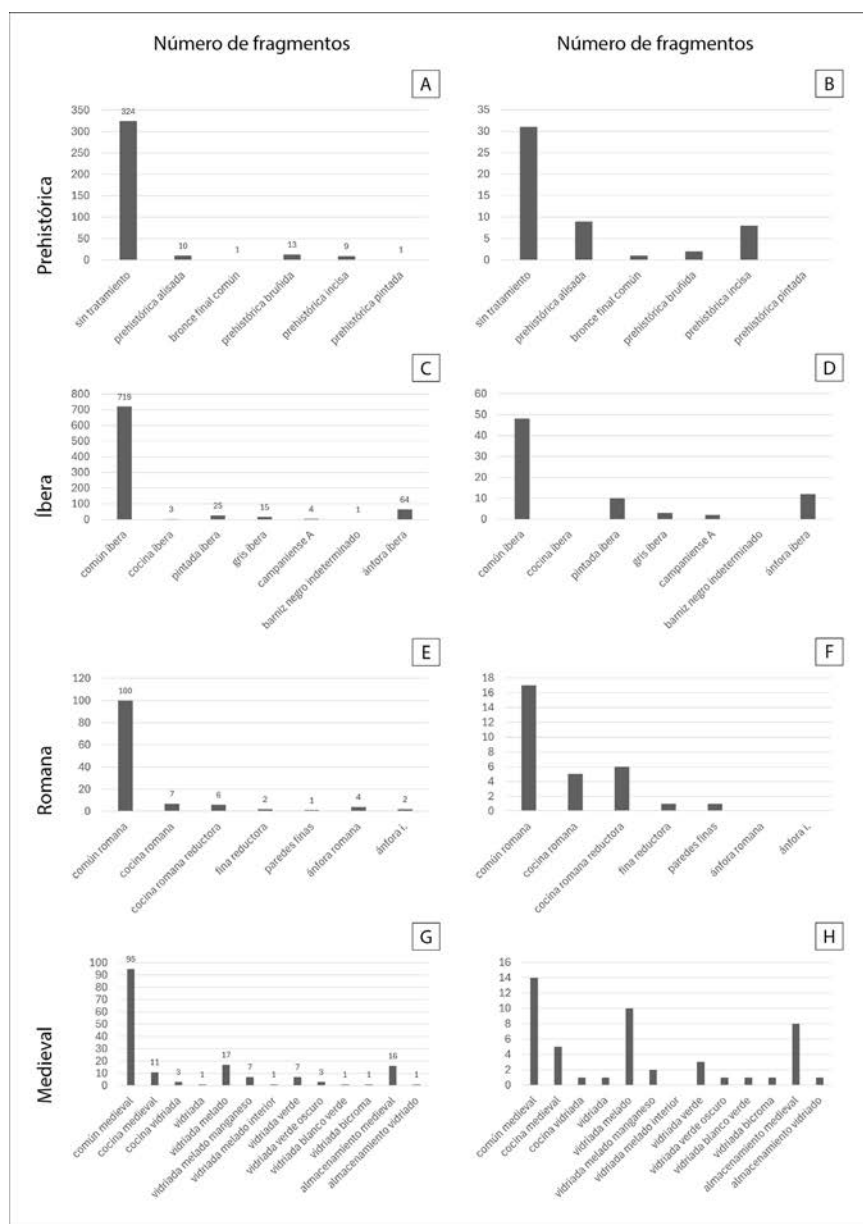 Número de fragmentos
Número de fragmentos
Prehistórica
A
350
300
250
200
150
100
50
0
324
10
1
13
9
1
sin tratamiento
prehistórica alisada
bronce final común
prehistórica bruñida
prehistórica incisa
prehistórica pintada
B
35
30
25
20
15
10
5
0
sin tratamiento
prehistórica alisada
bronce final común
prehistórica bruñida
prehistórica incisa
prehistórica pintada
Íbera
C
800
700
600
500
400
300
200
100
0
719
3
25
15
4
1
64
común íbera
cocina íbera
pintada íbera
gris íbera
campaniense A
barniz negro indeterminado
ánfora íbera
D
60
50
40
30
20
10
0
común íbera
cocina íbera
pintada íbera
gris íbera
campaniense A
barniz negro indeterminado
ánfora íbera
Romana
E
120
100
80
60
40
20
0
100
7
6
2
1
4
2
común romana
cocina romana
cocina romana reductora
fina reductora
paredes finas
ánfora romana
ánfora i.
F
18
16
14
12
10
8
6
4
2
0
común romana
cocina romana
cocina romana reductora
fina reductora
paredes finas
ánfora romana
ánfora i.
Medieval
G
100
90
80
70
60
50
40
30
20
10
0
95
11
3
1
17
7
1
7
3
1
1
16
1
común medieval
cocina medieval
cocina vidriada
vidriada
vidriada melado
vidriada melado manganeso
vidriada melado interior
vidriada verde
vidriada verde oscuro
vidriada blanco verde
vidriada bicroma
almacenamiento medieval
almacenamiento vidriado
H
16
14
12
10
8
6
4
2
0
común medieval
cocina medieval
cocina vidriada
vidriada
vidriada melado
vidriada melado manganeso
vidriada melado interior
vidriada verde
vidriada verde oscuro
vidriada blanco verde
vidriada bicroma
almacenamiento medieval
almacenamiento vidriado